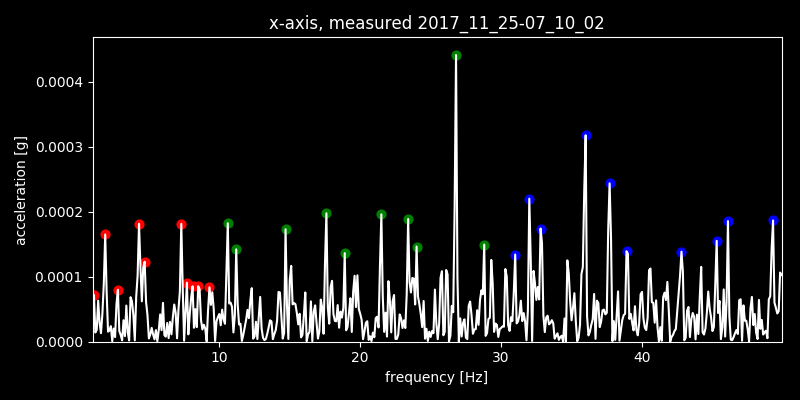 x-axis, measured 2017_11_25-07_10_02
acceleration [g]
0.0004
0.0003
0.0002
0.0001
0.0000
10 20 30 40
frequency [Hz]